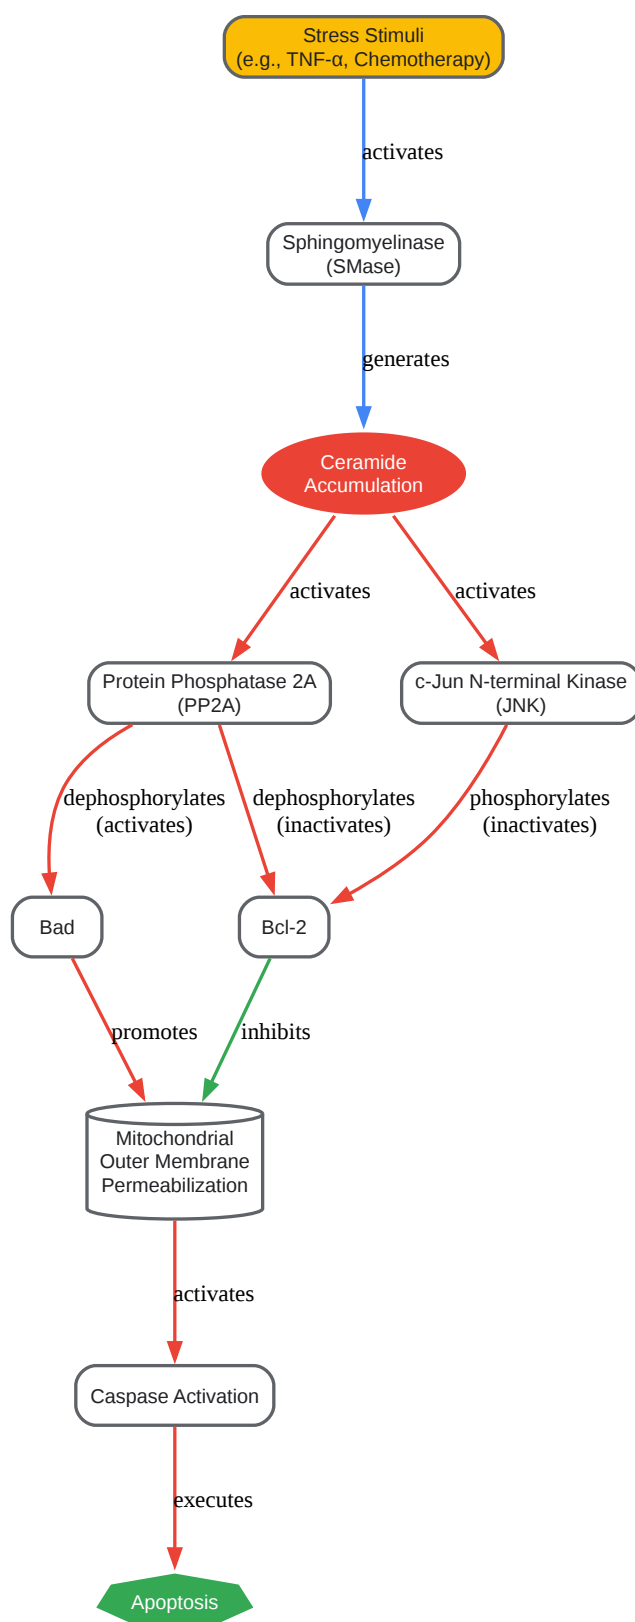 Stress Stimuli
(e.g., TNF-α, Chemotherapy)
activates
Sphingomyelinase
(SMase)
generates
Ceramide
Accumulation
activates
activates
Protein Phosphatase 2A
(PP2A)
c-Jun N-terminal Kinase
(JNK)
dephosphorylates
(activates)
dephosphorylates
(inactivates)
phosphorylates
(inactivates)
Bad
Bcl-2
promotes
inhibits
Mitochondrial
Outer Membrane
Permeabilization
activates
Caspase Activation
executes
Apoptosis